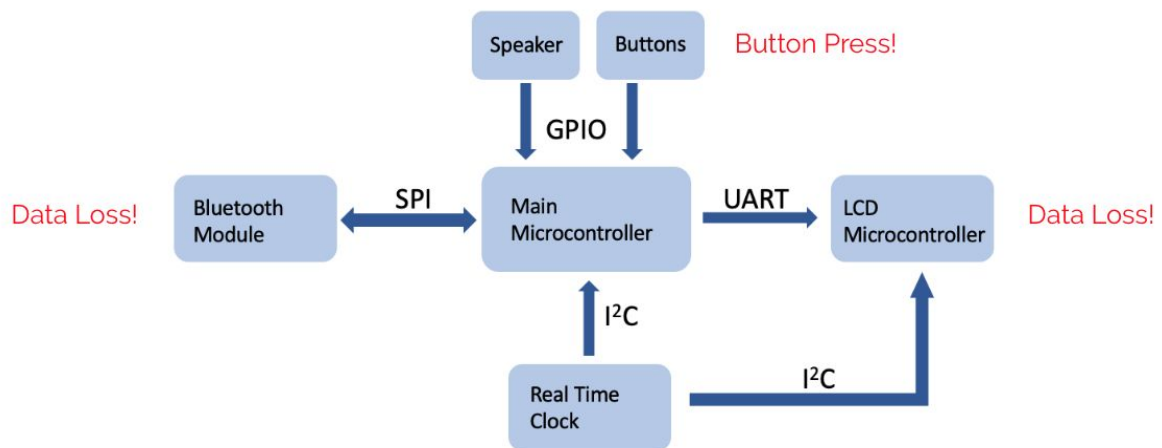 Speaker
Buttons
Button Press!
GPIO
Data Loss!
Bluetooth
Module
SPI
Main
Microcontroller
UART
LCD
Microcontroller
Data Loss!
I²C
Real Time
Clock
I²C